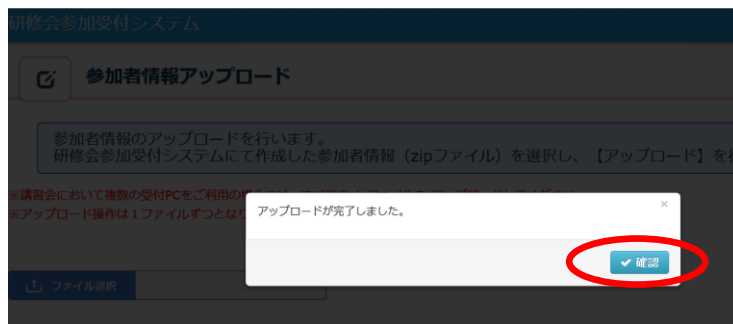 研修会参加受付システム
参加者情報アップロード
参加者情報のアップロードを行います。
研修会参加受付システムにて作成した参加者情報（zipファイル）を選択し、【アップロード】を
※講習会において複数の受付PCをご利用の
※アップロード操作は１ファイルずつとなり
アップロードが完了しました。
×
確認
ファイル選択